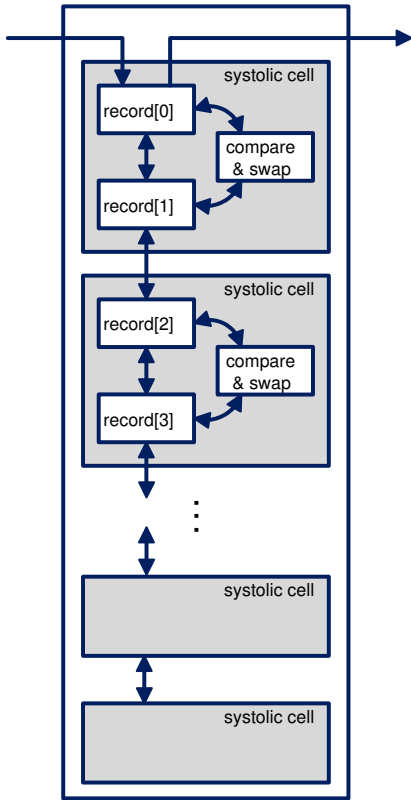 systolic cell
record[0]
compare
& swap
record[1]
systolic cell
record[2]
compare
& swap
record[3]
...
systolic cell
systolic cell